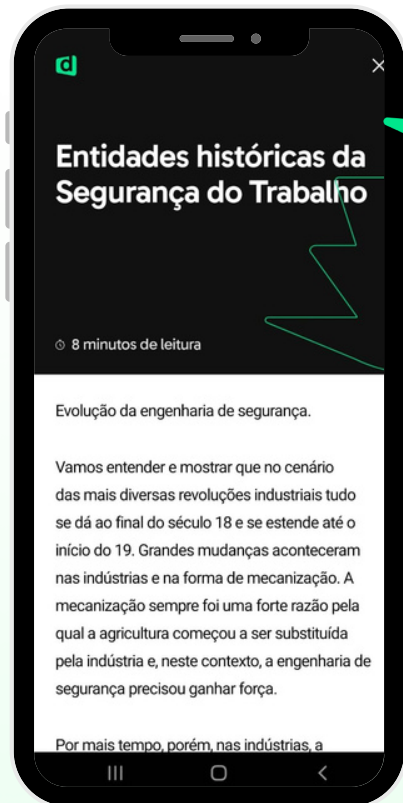 Entidades históricas da
Segurança do Trabalho
8 minutos de leitura
Evolução da engenharia de segurança.
Vamos entender e mostrar que no cenário
das mais diversas revoluções industriais tudo
se dá ao final do século 18 e se estende até o
início do 19. Grandes mudanças aconteceram
nas indústrias e na forma de mecanização. A
mecanização sempre foi uma forte razão pela
qual a agricultura começou a ser substituída
pela indústria e, neste contexto, a engenharia de
segurança precisou ganhar força.
Por mais tempo, porém, nas indústrias, a